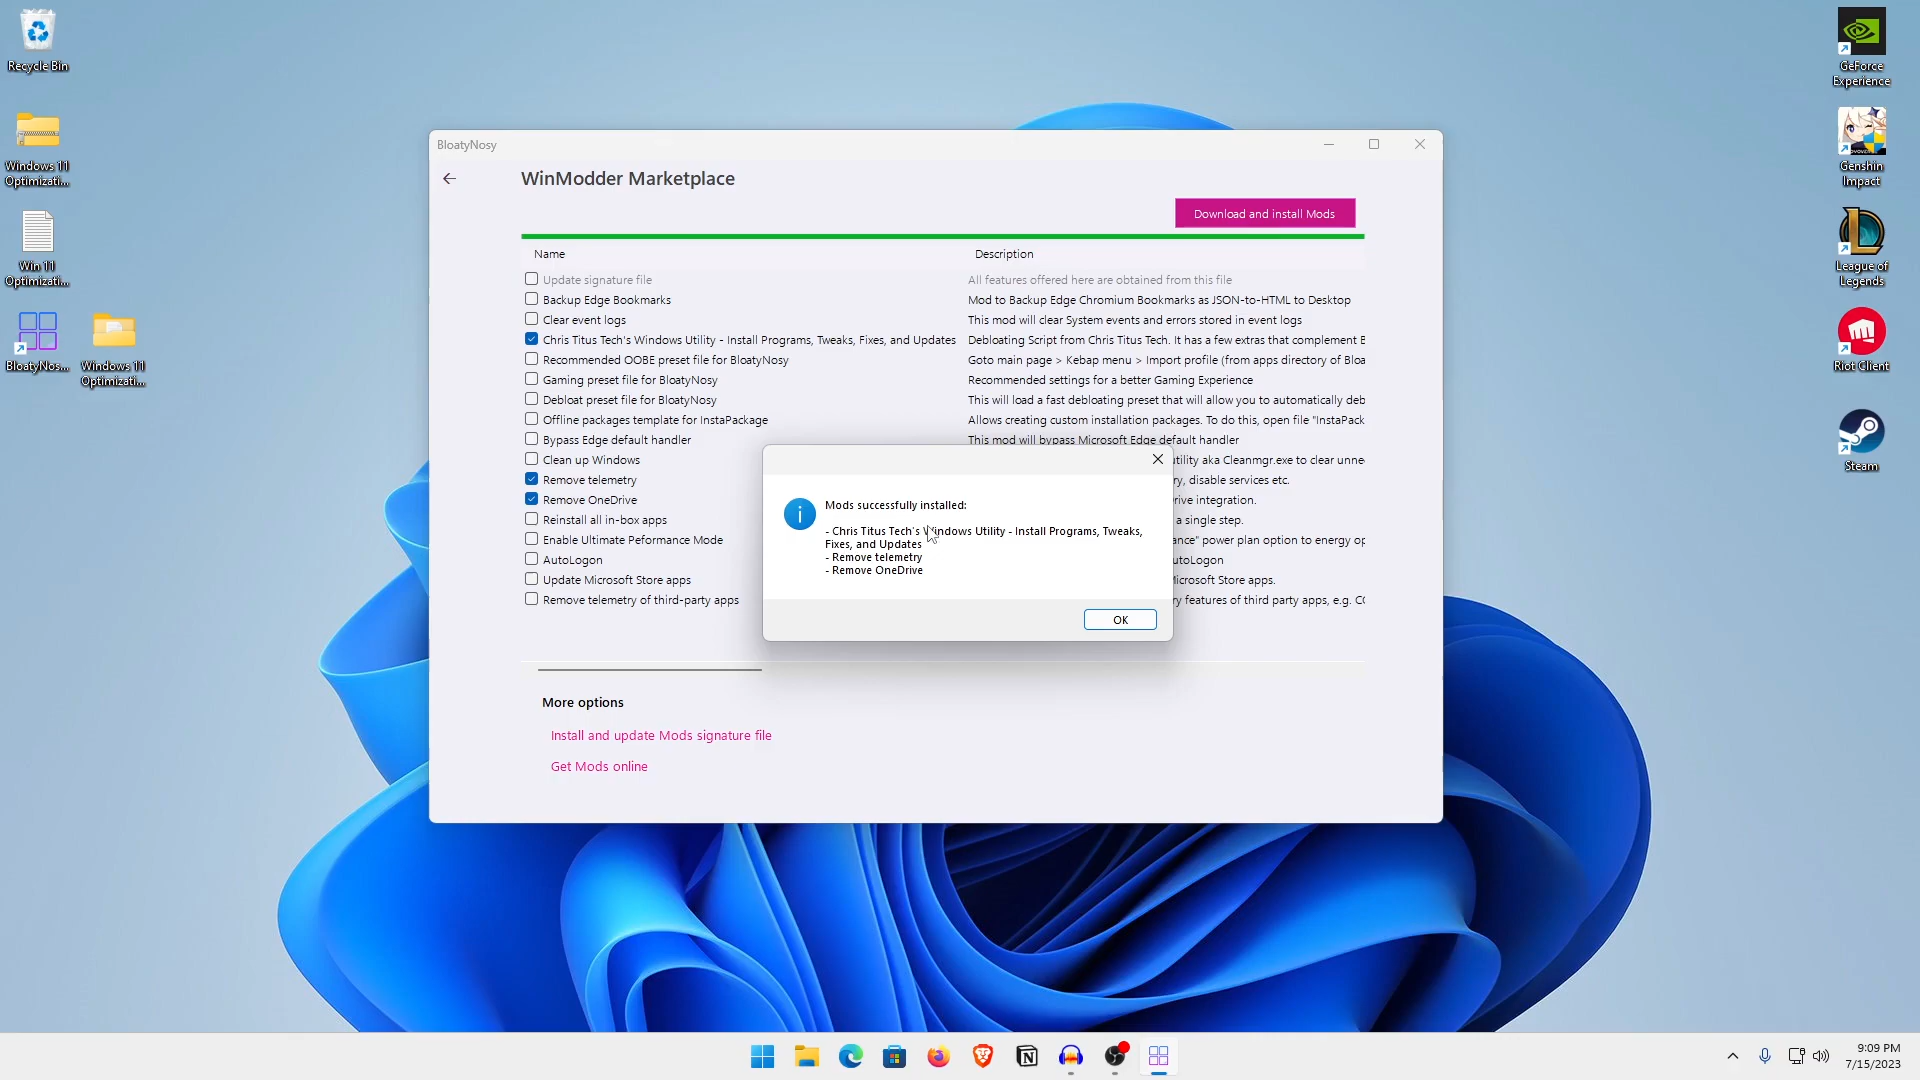 Recycle Bin
Windows 11
Optimizati...
Win 11
Optimizati...
BloatyNos...
Windows 11
Optimizati...
GeForce
Experience
Genshin
Impact
League of
Legends
Riot Client
Steam
BloatyNosy
WinModder Marketplace
Download and install Mods
Name Description
Update signature file All features offered here are obtained from this file
Backup Edge Bookmarks Mod to Backup Edge Chromium Bookmarks as JSON-to-HTML to Desktop
Clear event logs This mod will clear System events and errors stored in event logs
Chris Titus Tech's Windows Utility - Install Programs, Tweaks, Fixes, and Updates Debloating Script from Chris Titus Tech. It has a few extras that complement
Recommended OOBE preset file for BloatyNosy Goto main page > Kebap menu > Import profile (from apps directory of Bloa
Gaming preset file for BloatyNosy Recommended settings for a better Gaming Experience
Debloat preset file for BloatyNosy This will load a fast debloating preset that will allow you to automatically deb
Offline packages template for InstaPackage Allows creating custom installation packages. To do this, open file "InstaPack
Bypass Edge default handler This mod will bypass Microsoft Edge default handler
Clean up Windows utility aka Cleanmgr.exe to clear unne
Remove telemetry ry, disable services etc.
Remove OneDrive rive integration.
Reinstall all in-box apps a single step.
Enable Ultimate Peformance Mode ance" power plan option to energy op
AutoLogon utoLogon
Update Microsoft Store apps Microsoft Store apps.
Remove telemetry of third-party apps ry features of third party apps, e.g.
Mods successfully installed:
- Chris Titus Tech's Windows Utility - Install Programs, Tweaks,
Fixes, and Updates
- Remove telemetry
- Remove OneDrive
OK
More options
Install and update Mods signature file
Get Mods online
9:09 PM
7/15/2023